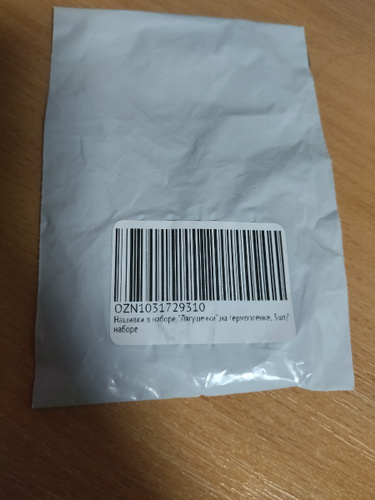 OZN1031729310
Нашивки в наборе, "Лягушечки", на термопленке, 5шт/
наборе